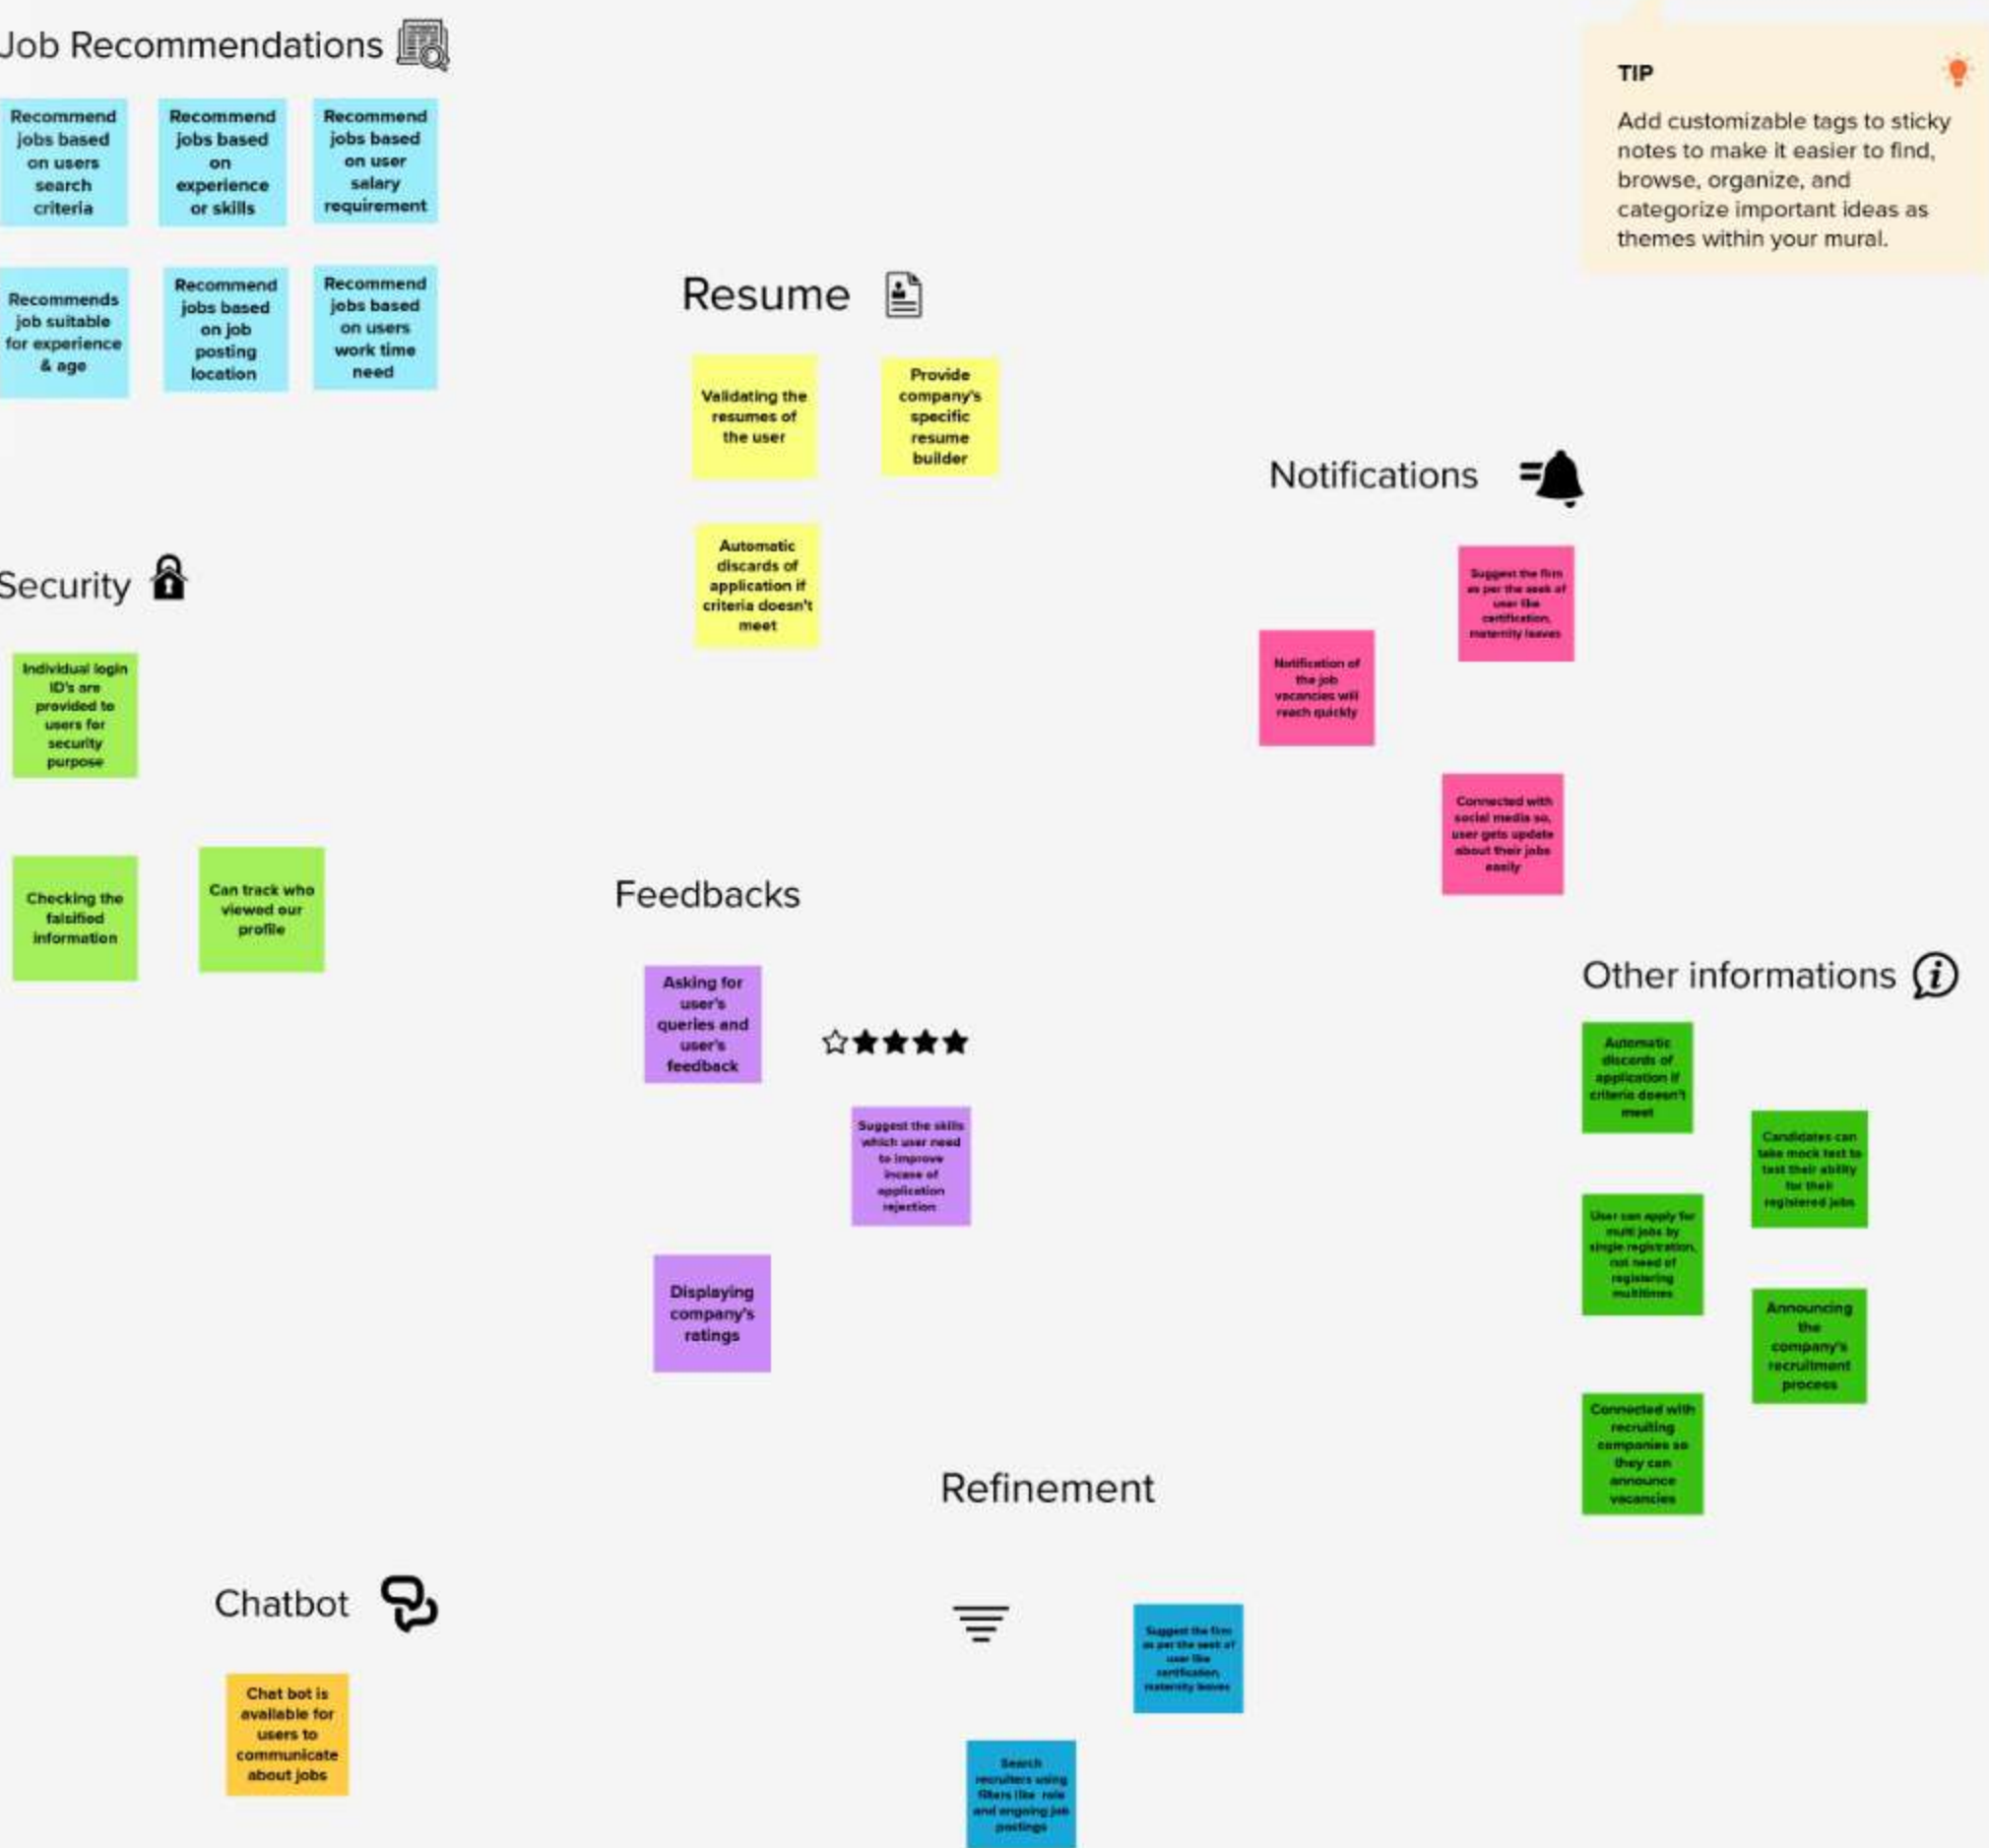 Job Recommendations
Recommend
jobs based
on users
search
criteria
Recommend
jobs based
on
experience
or skills
Recommend
jobs based
on user
salary
requirement
Recommends
job suitable
for experience
& age
Recommend
jobs based
on job
posting
location
Recommend
jobs based
on users
work time
need
TIP
Add customizable tags to sticky
notes to make it easier to find,
browse, organize, and
categorize important ideas as
themes within your mural.
Resume
Validating the
resumes of
the user
Provide
company's
specific
resume
builder
Automatic
discards of
application if
criteria doesn't
meet
Notifications
Suggest the firm
as per the seek of
user like
certification,
maternity leaves
Notification of
the job
vacancies will
reach quickly
Connected with
social media so,
user gets update
about their jobs
easily
Security
Individual login
ID's are
provided to
users for
security
purpose
Checking the
falsified
information
Can track who
viewed our
profile
Feedbacks
Asking for
user's
queries and
user's
feedback
Suggest the skills
which user need
to improve
incase of
application
rejection
Displaying
company's
ratings
Other informations
Automatic
discards of
application if
criteria doesn't
meet
Candidates can
take mock test to
test their ability
for their
registered jobs
User can apply for
multi jobs by
single registration,
not need of
registering
multitimes
Announcing
the
company's
recruitment
process
Connected with
recruiting
companies so
they can
announce
vacancies
Refinement
Suggest the firm
as per the seek of
user like
certification,
maternity leaves
Search
recruiters using
filters like role
and ongoing job
postings
Chatbot
Chat bot is
available for
users to
communicate
about jobs